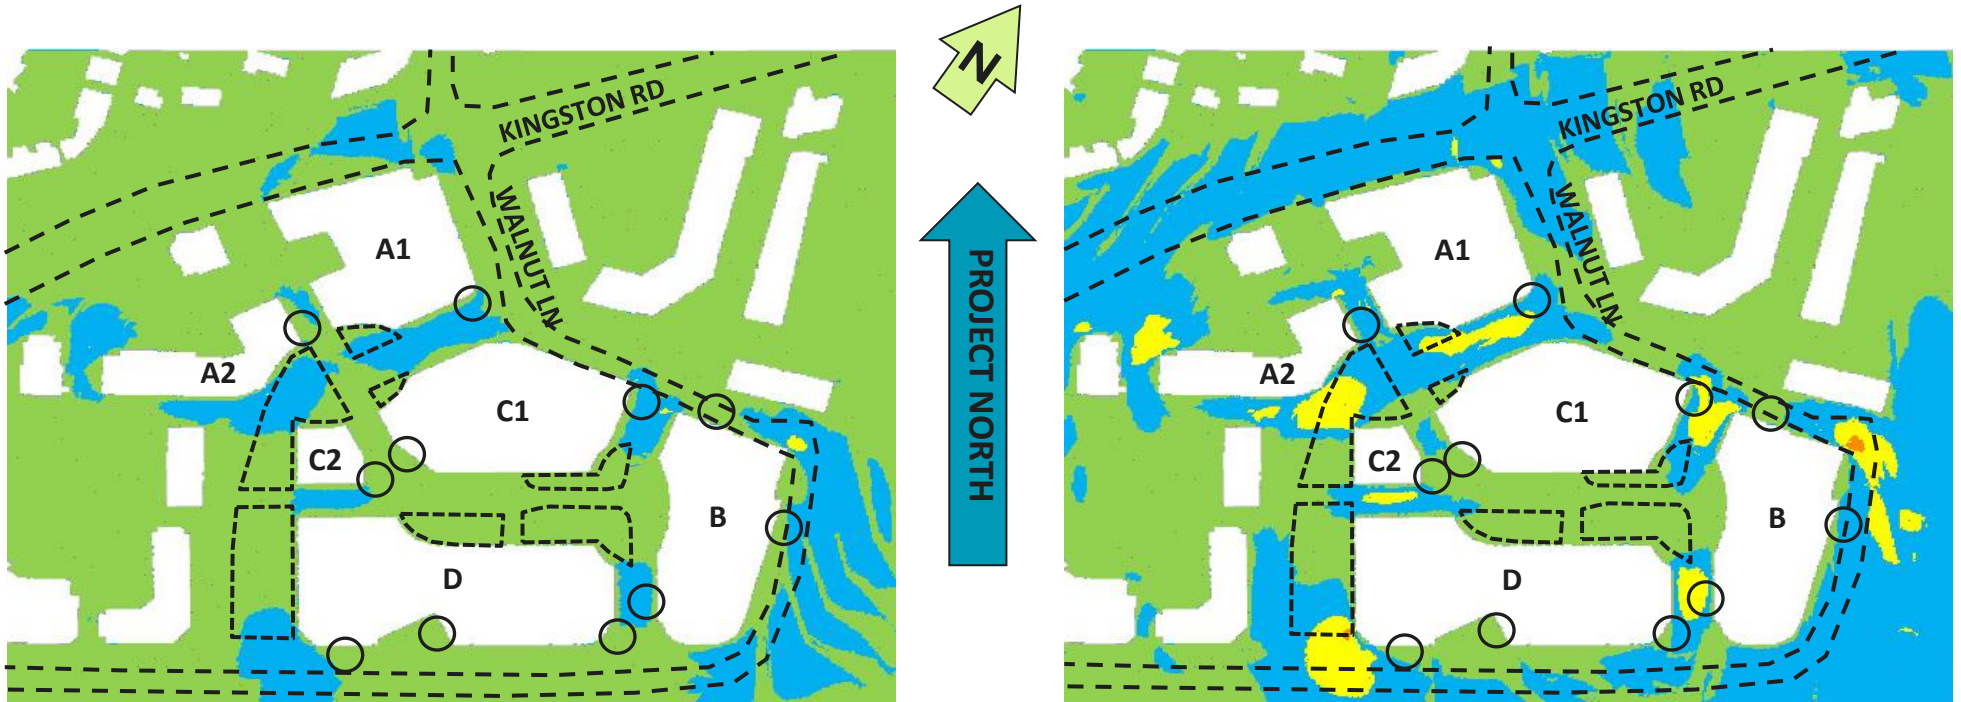 KINGSTON RD
WALNUT LN
A1
A2
C1
C2
B
D
N
PROJECT NORTH
KINGSTON RD
WALNUT LN
A1
A2
C1
C2
B
D